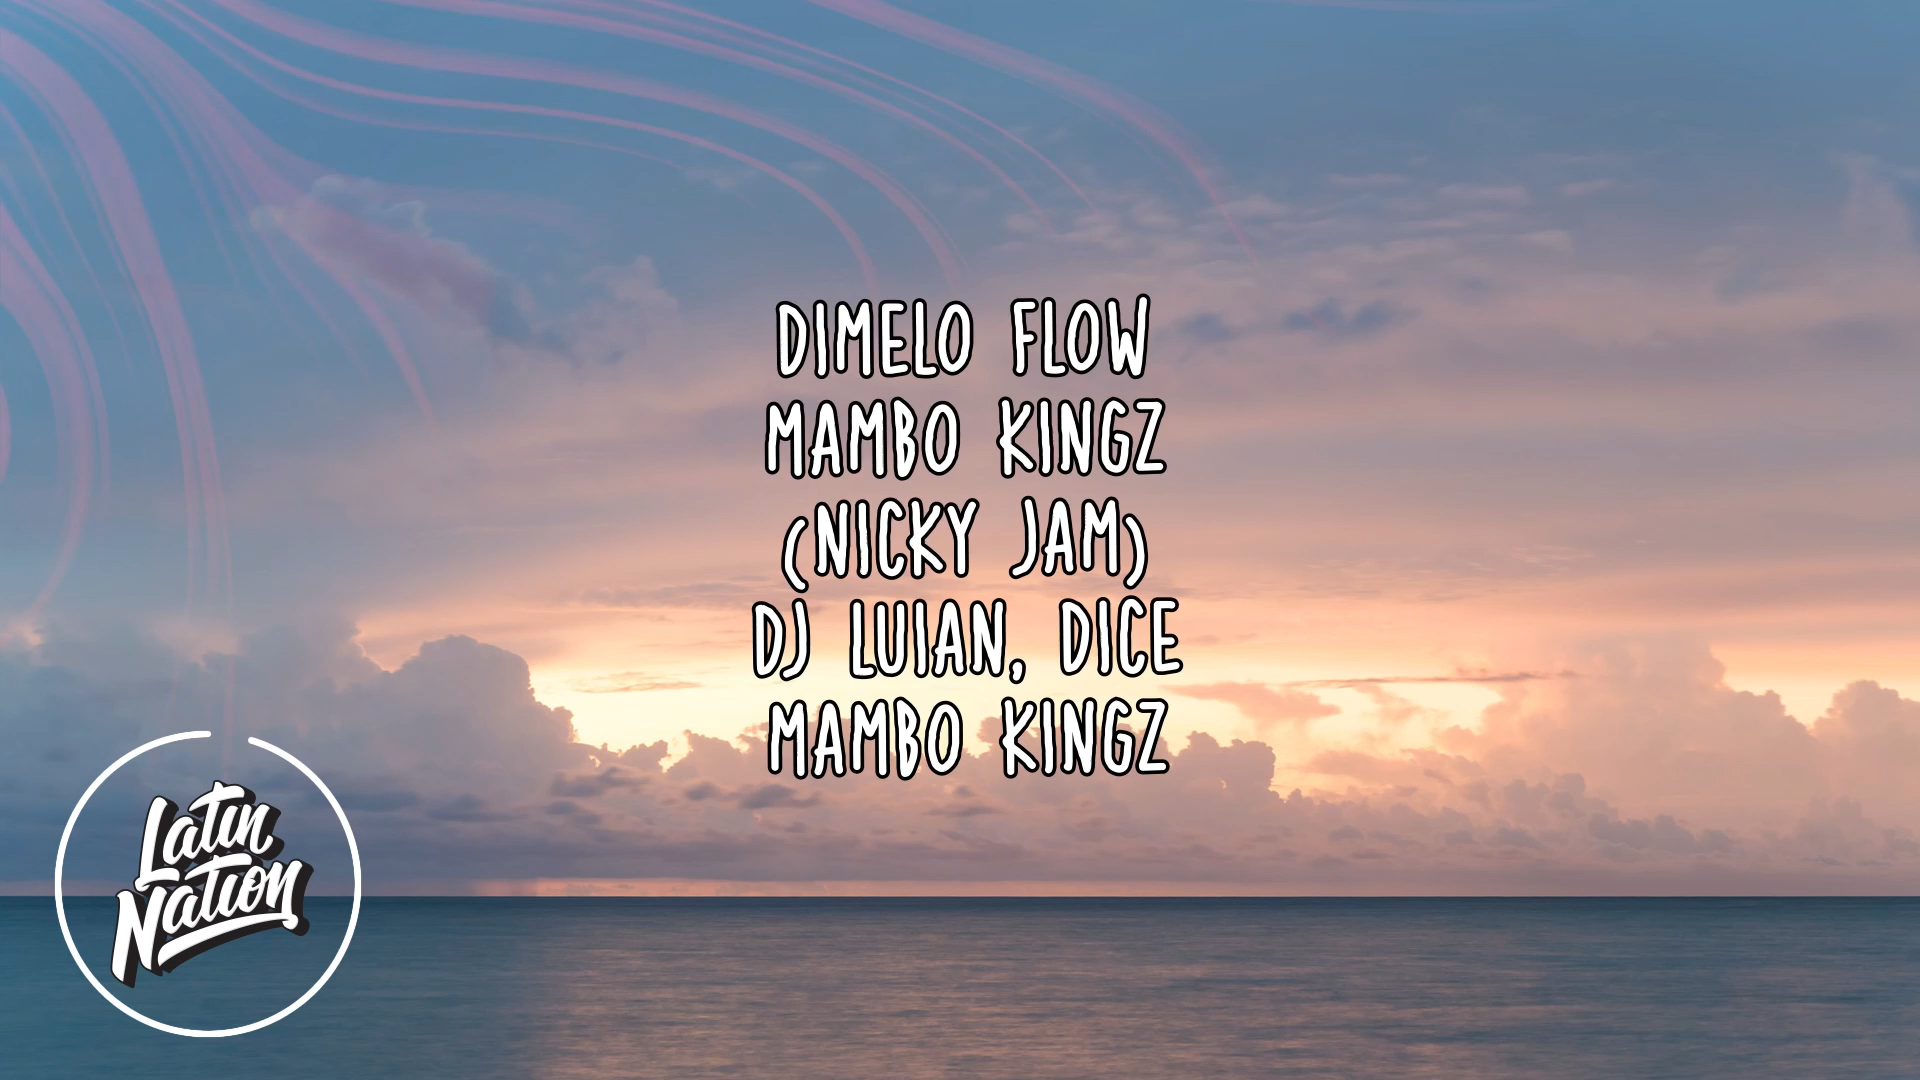 DIMELO FLOW
MAMBO KINGZ
(NICKY JAM)
DJ LUIAN, DICE
MAMBO KINGZ
Latin
Nation